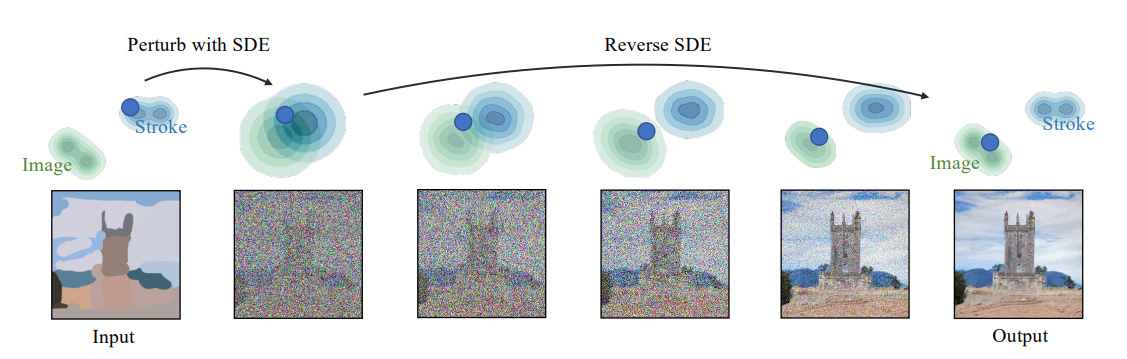 Perturb with SDE
Reverse SDE
Stroke
Image
Stroke
Image
Input
Output